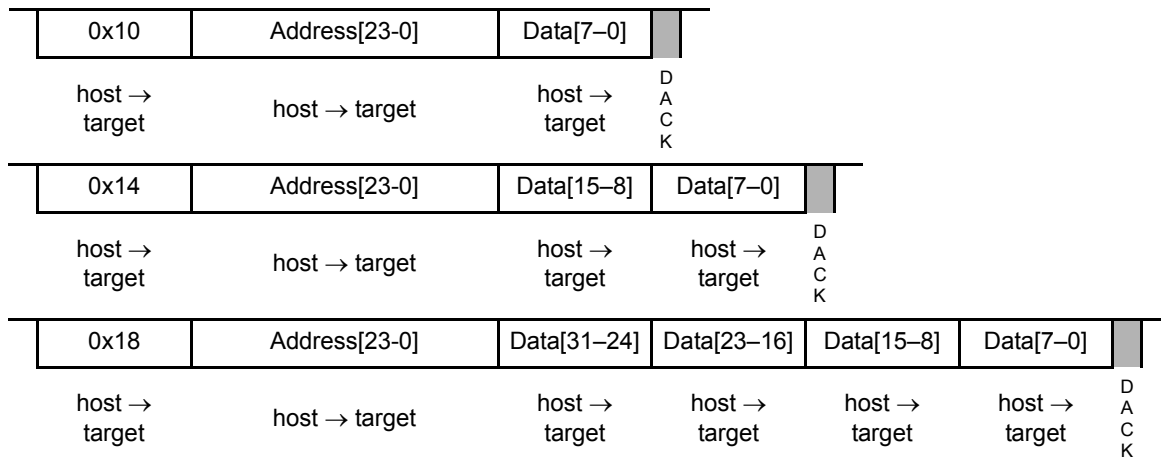 0x10 Address[23-0] Data[7–0]
host → target host → target host → target DACK
0x14 Address[23-0] Data[15–8] Data[7–0]
host → target host → target host → target host → target DACK
0x18 Address[23-0] Data[31–24] Data[23–16] Data[15–8] Data[7–0]
host → target host → target host → target host → target host → target host → target DACK